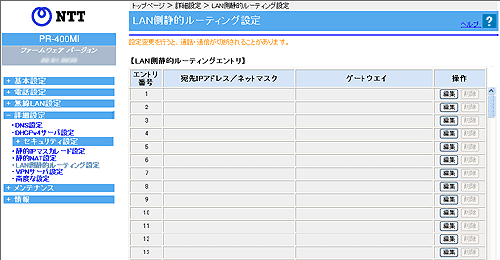 NTT
PR-400MI
ファームウェア バージョン
+ 基本設定
+ 電話設定
+ 無線LAN設定
- 詳細設定
・DNS設定
・DHCPv4サーバ設定
+ セキュリティ設定
・静的IPマスカレード設定
・静的NAT設定
・LAN側静的ルーティング設定
・VPNサーバ設定
・高度な設定
+ メンテナンス
+ 情報
トップページ > 詳細設定 > LAN側静的ルーティング設定
LAN側静的ルーティング設定
ヘルプ ?
設定変更を行うと、通話・通信が切断されることがあります。
【LAN側静的ルーティングエントリ】
エントリ番号 宛先IPアドレス/ネットマスク ゲートウェイ 操作
1 編集 削除
2 編集 削除
3 編集 削除
4 編集 削除
5 編集 削除
6 編集 削除
7 編集 削除
8 編集 削除
9 編集 削除
10 編集 削除
11 編集 削除
12 編集 削除
13 編集 削除